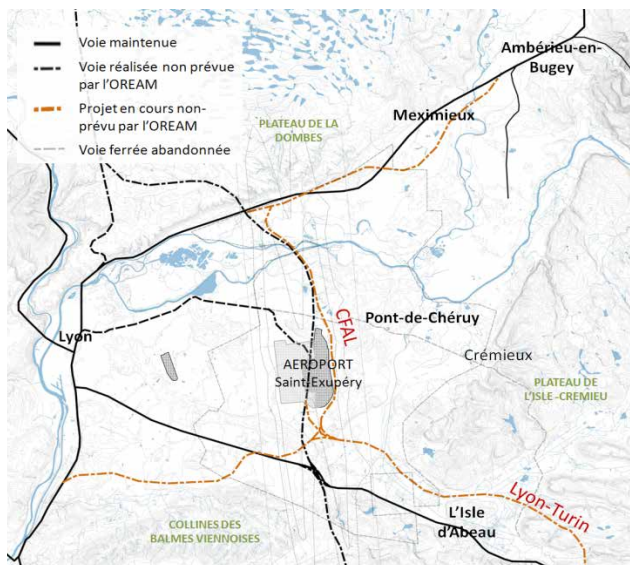 Voie maintenue
Voie réalisée non prévue
par l'OREAM
Projet en cours non-
prévu par l'OREAM
Voie ferrée abandonnée
Ambérieu-en-
Bugey
Meximieux
PLATEAU DE LA
DOMBES
CFAL
Pont-de-Chéruy
Lyon
AEROPORT
Saint-Exupéry
Crémieux
PLATEAU DE
L'ISLE-CREMIEU
Lyon-Turin
L'Isle
d'Abeau
COLLINES DES
BALMES VIENNOISES